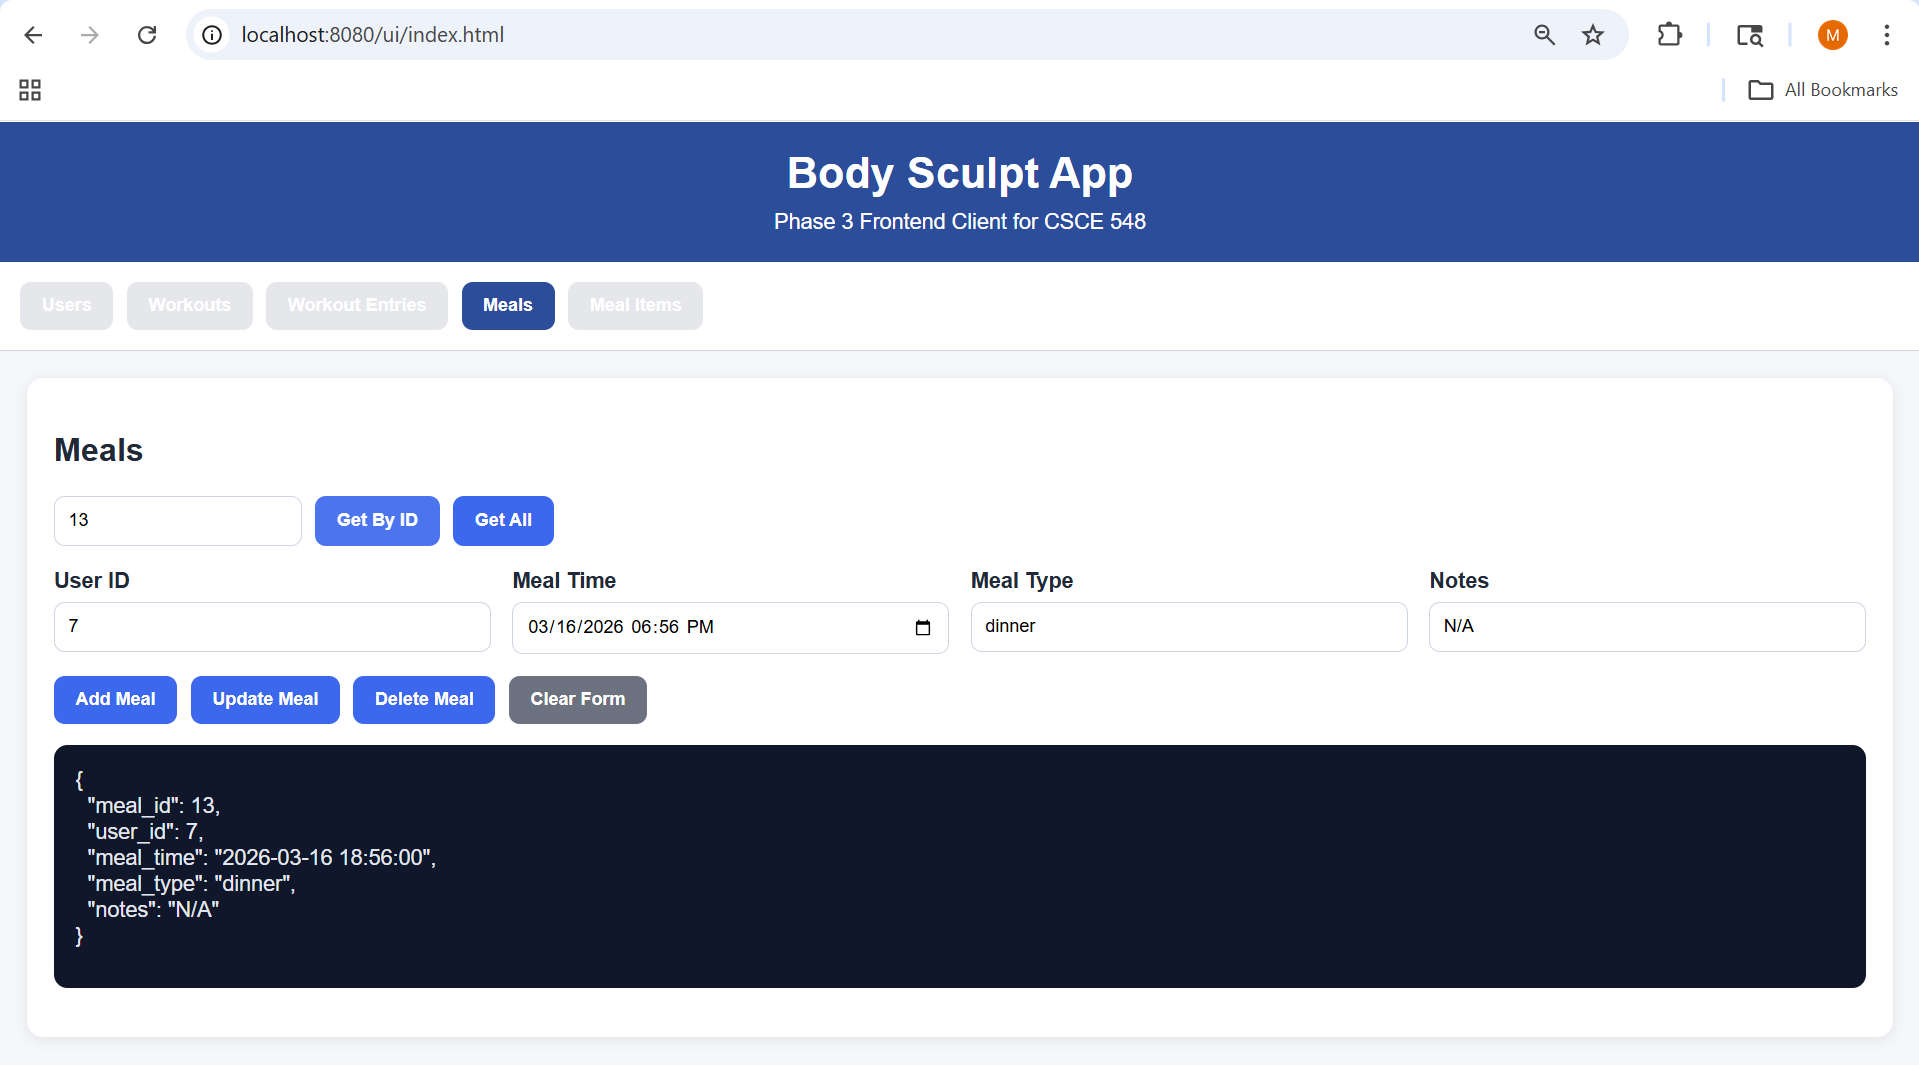 localhost:8080/ui/index.html
M
All Bookmarks
Body Sculpt App
Phase 3 Frontend Client for CSCE 548
Users
Workouts
Workout Entries
Meals
Meal Items
Meals
13
Get By ID
Get All
User ID
Meal Time
Meal Type
Notes
7
03/16/2026 06:56 PM
dinner
N/A
Add Meal
Update Meal
Delete Meal
Clear Form
{
"meal_id": 13,
"user_id": 7,
"meal_time": "2026-03-16 18:56:00",
"meal_type": "dinner",
"notes": "N/A"
}